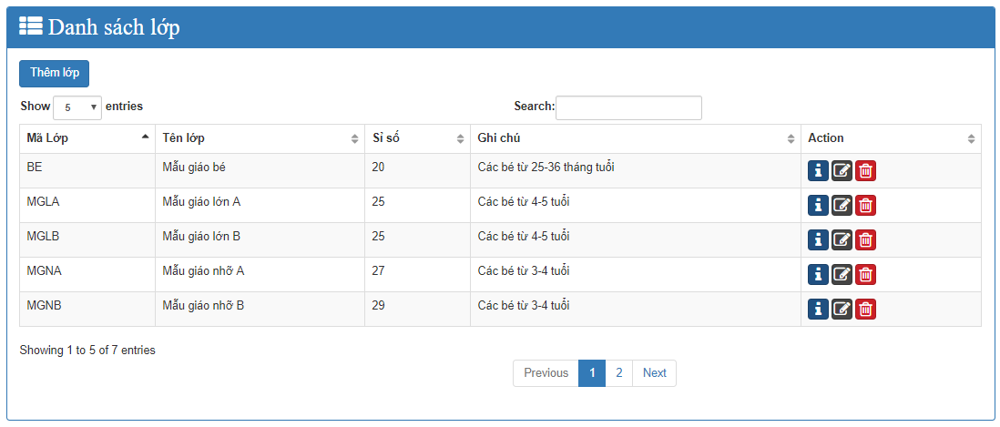 Danh sách lớp
Thêm lớp
Show 5 entries Search:
Mã Lớp Tên lớp Sỉ số Ghi chú Action
BE Mẫu giáo bé 20 Các bé từ 25-36 tháng tuổi
MGLA Mẫu giáo lớn A 25 Các bé từ 4-5 tuổi
MGLB Mẫu giáo lớn B 25 Các bé từ 4-5 tuổi
MGNA Mẫu giáo nhỡ A 27 Các bé từ 3-4 tuổi
MGNB Mẫu giáo nhỡ B 29 Các bé từ 3-4 tuổi
Showing 1 to 5 of 7 entries
Previous 1 2 Next